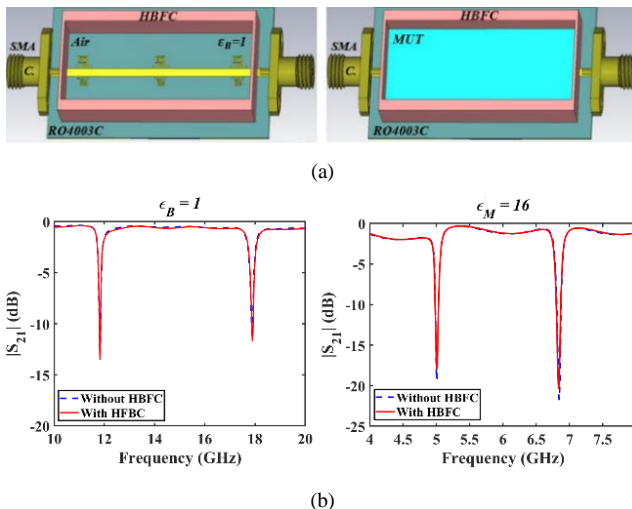 HBFC
Air
ϵB=1
SMA
C.
RO4003C
HBFC
MUT
SMA
C.
RO4003C
(a)
ϵB = 1
|S21| (dB)
0
-5
-10
-15
-20
Without HBFC
With HFBC
10 12 14 16 18 20
Frequency (GHz)
ϵM = 16
|S21| (dB)
0
-5
-10
-15
-20
-25
Without HBFC
With HBFC
4 4.5 5 5.5 6 6.5 7 7.5
Frequency (GHz)
(b)